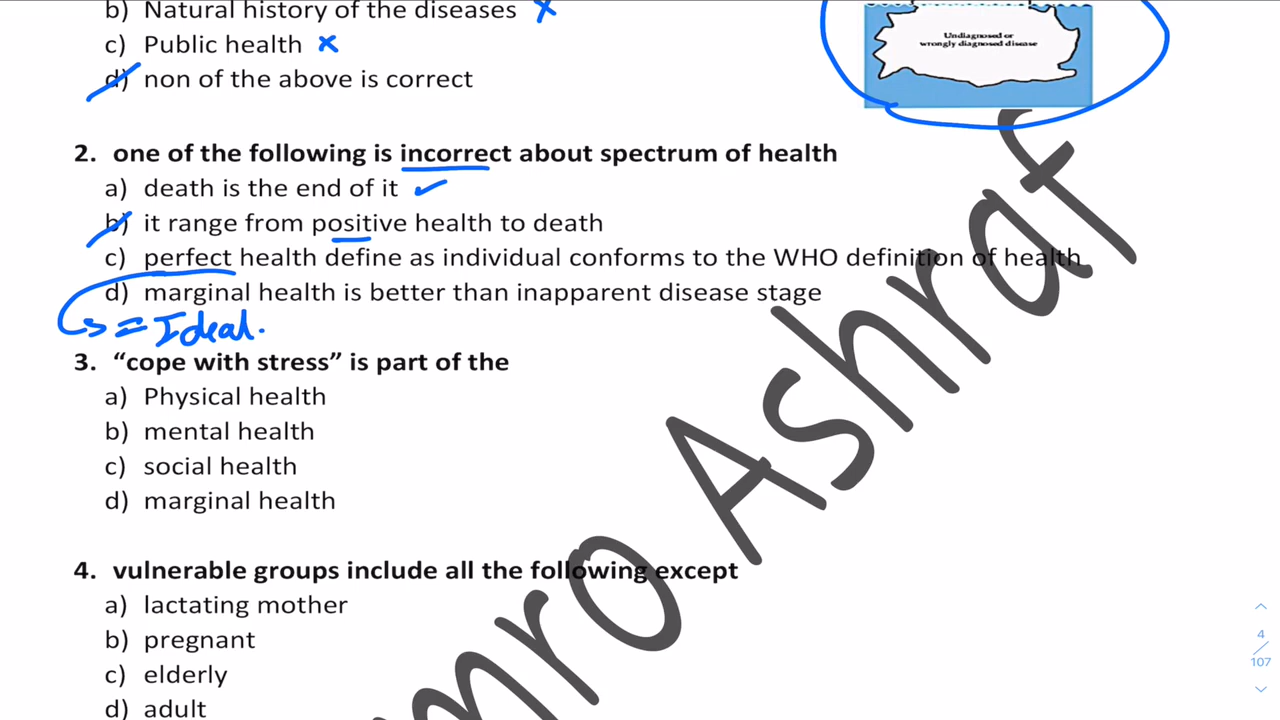 b) Natural history of the diseases x
c) Public health x
Undiagnosed or
wrongly diagnosed disease
d) non of the above is correct
2. one of the following is incorrect about spectrum of health
a) death is the end of it ✓
b) it range from positive health to death
c) perfect health define as individual conforms to the WHO definition of health
d) marginal health is better than inapparent disease stage
= Ideal.
3. “cope with stress” is part of the
a) Physical health
b) mental health
c) social health
d) marginal health
4. vulnerable groups include all the following except
a) lactating mother
b) pregnant
c) elderly
d) adult
mro Ashraf
4
/
107